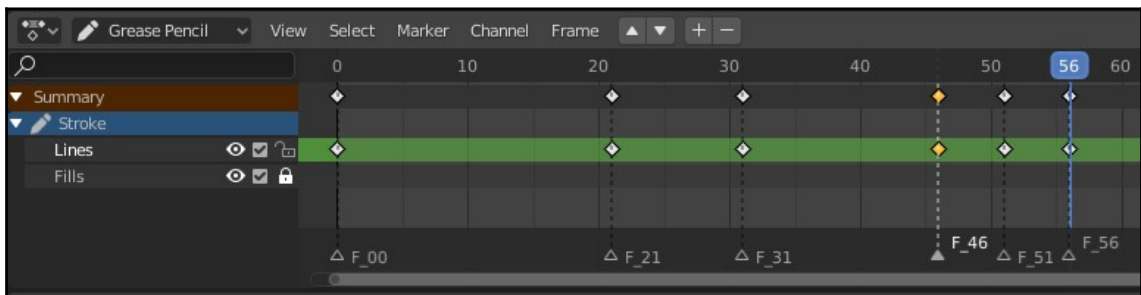 Grease Pencil View Select Marker Channel Frame
0 10 20 30 40 50 56 60
Summary
Stroke
Lines
Fills
F_00 F_21 F_31 F_46 F_51 F_56